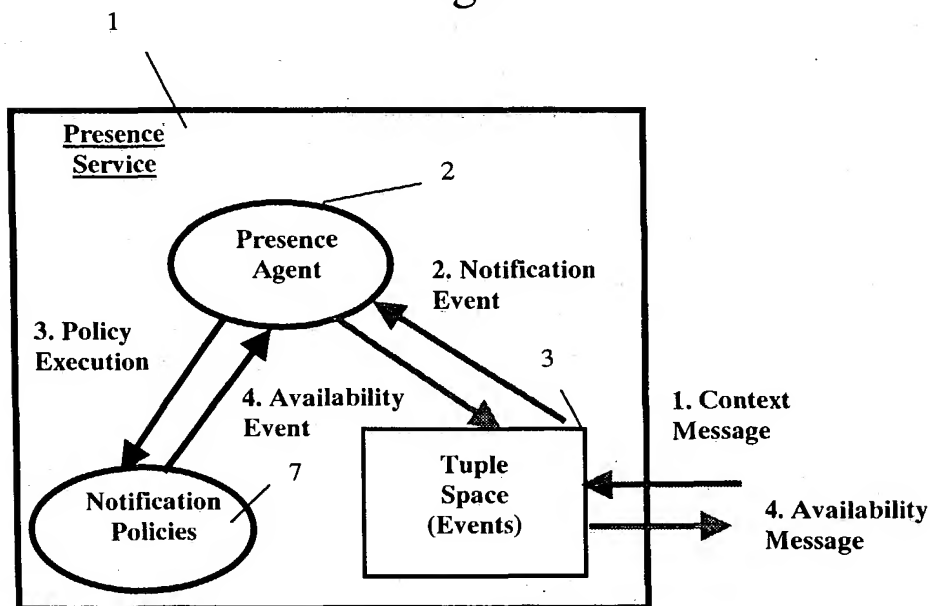 1
Presence
Service
2
Presence
Agent
2. Notification
Event
3. Policy
Execution
3
4. Availability
Event
1. Context
Message
7
Tuple
Space
(Events)
Notification
Policies
4. Availability
Message